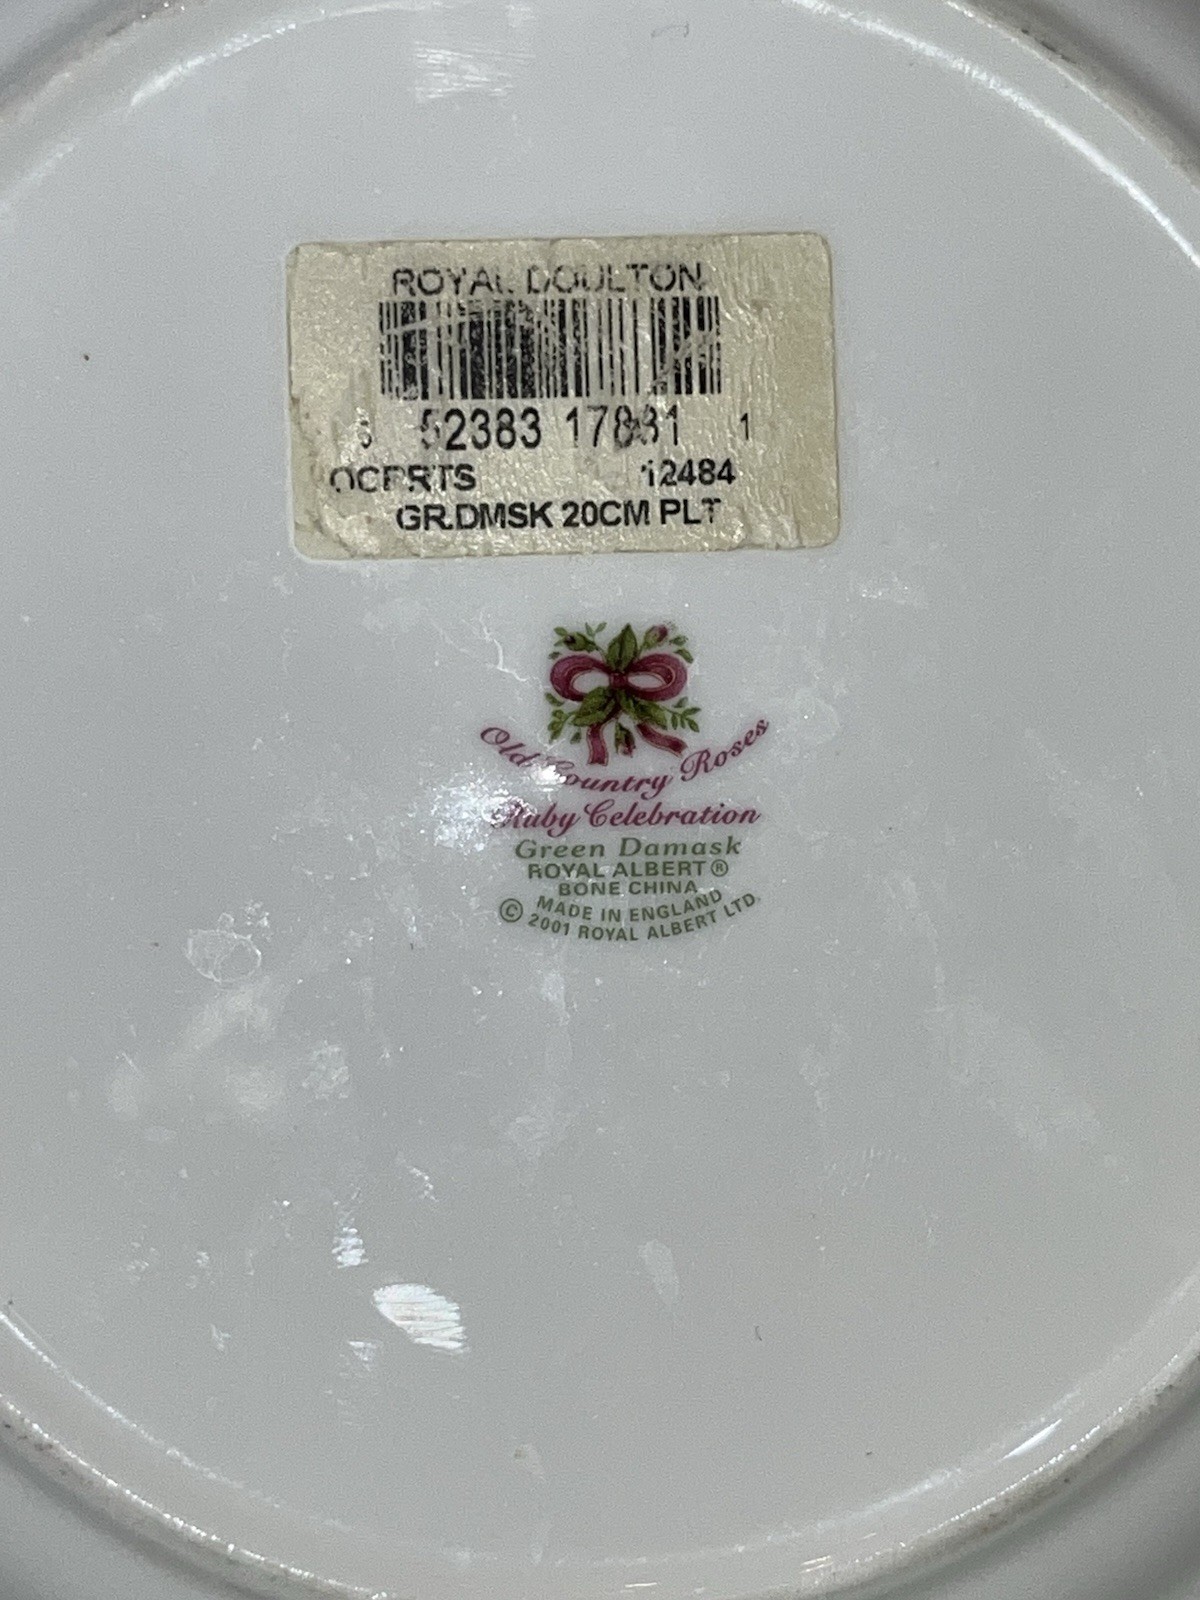 ROYAL DOULTON
52383 17881 1
OCPRTS 12484
GR.DMSK 20CM PLT
Old Country Roses
Ruby Celebration
Green Damask
ROYAL ALBERT®
BONE CHINA
MADE IN ENGLAND
© 2001 ROYAL ALBERT LTD.